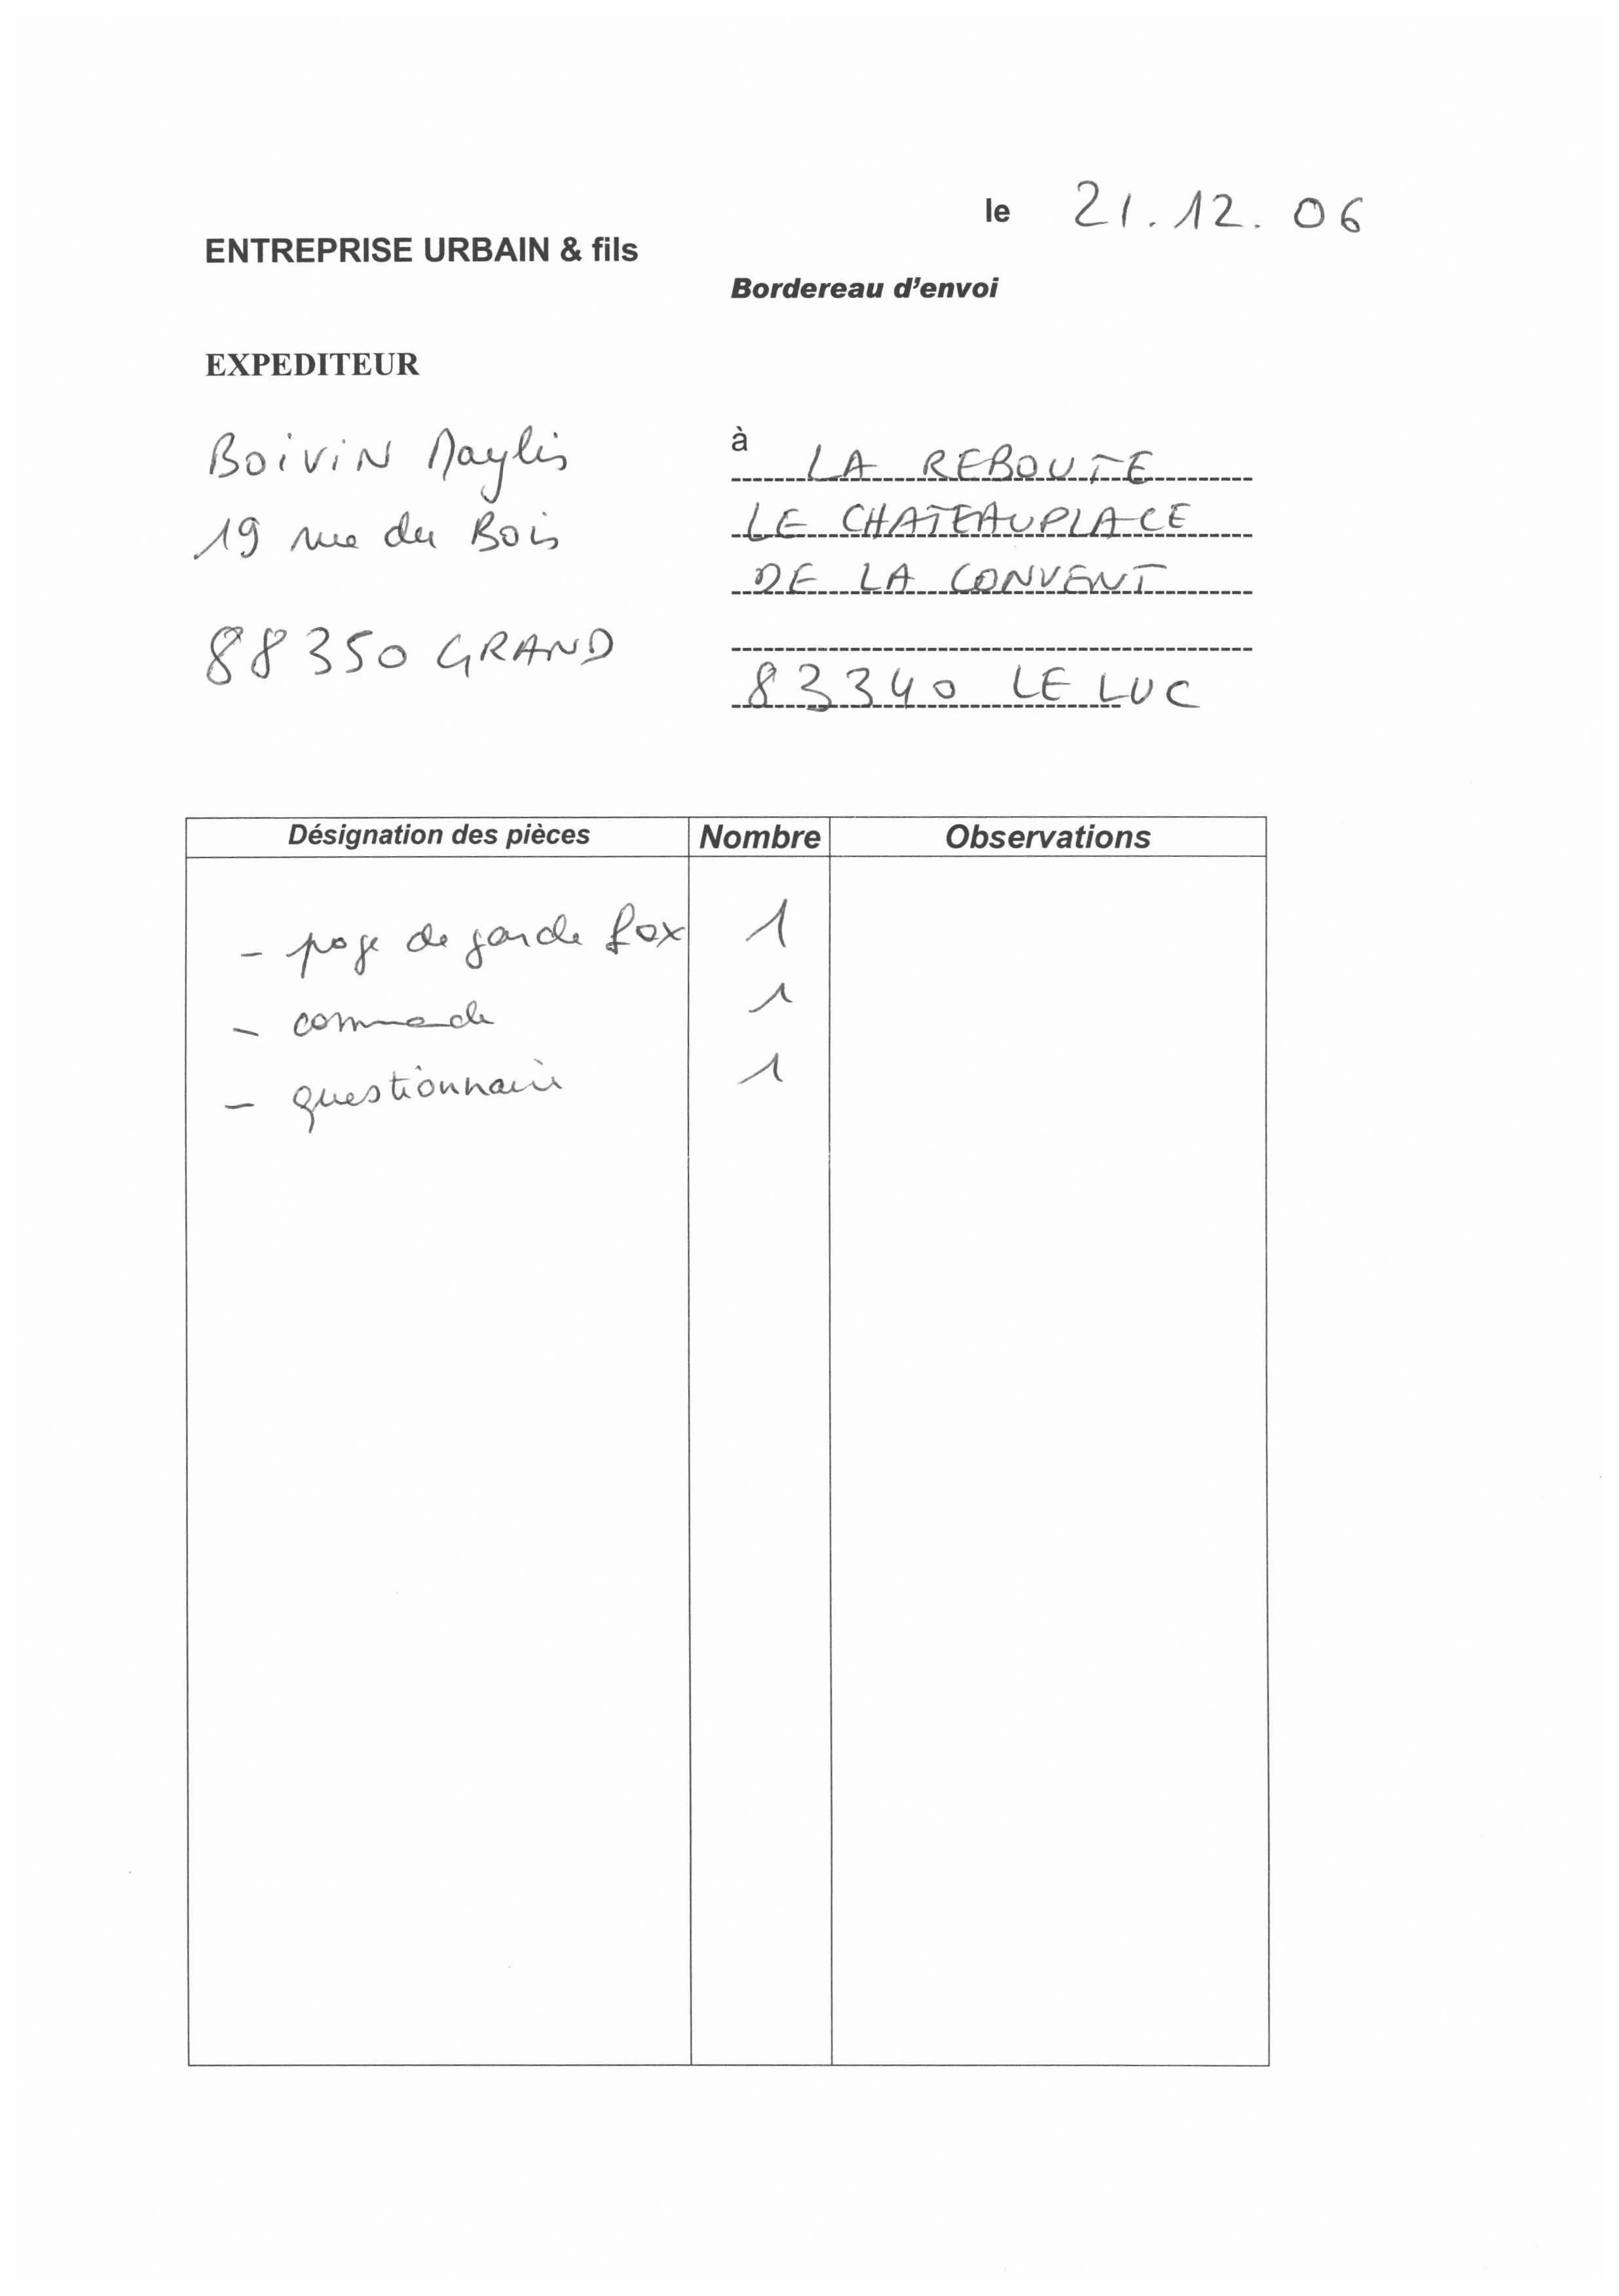 le 21.12.06
ENTREPRISE URBAIN & fils
Bordereau d'envoi
EXPEDITEUR
BOIVIN Maylis
à LA REBOUTE
19 rue du Bois
LE CHATEAUPLACE
DE LA CONVENT
88350 GRAND
83340 LE LUC
Désignation des pièces Nombre Observations
- page de garde fax 1
- commande 1
- questionnaire 1